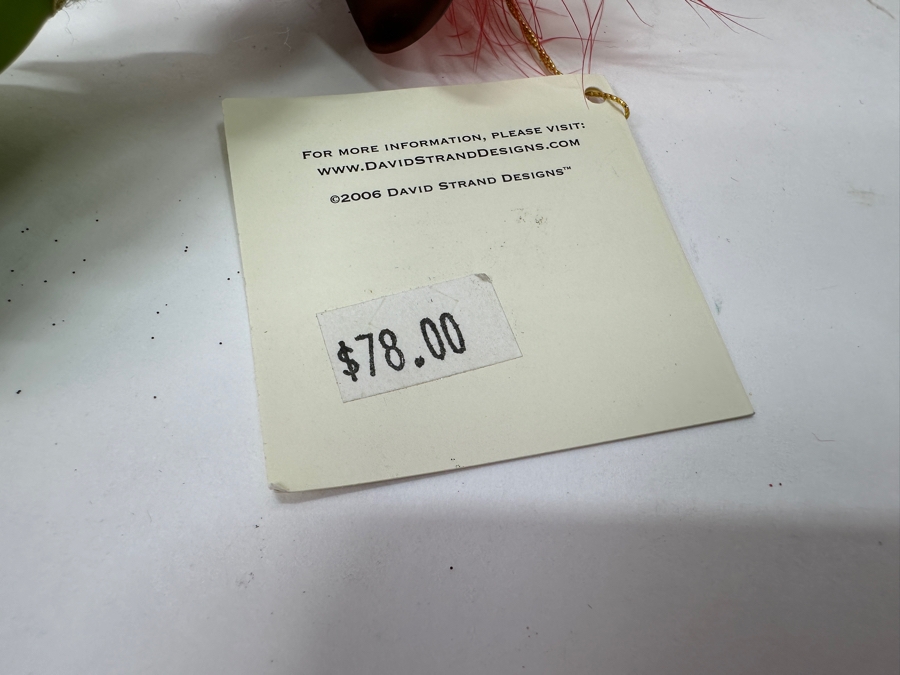 FOR MORE INFORMATION, PLEASE VISIT:
WWW.DAVIDSTRANDDESIGNS.COM
©2006 DAVID STRAND DESIGNS™
$78.00